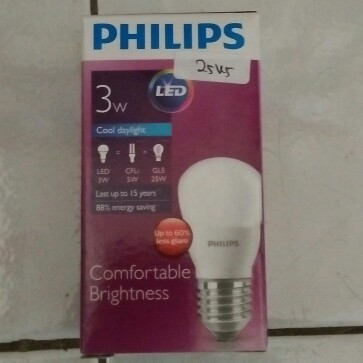 PHILIPS
3W
LED
Cool daylight
LED = CFLi = GLS
3W 5W 25W
Last up to 15 years
88% energy saving
Up to 60%
less glare
PHILIPS
Comfortable
Brightness